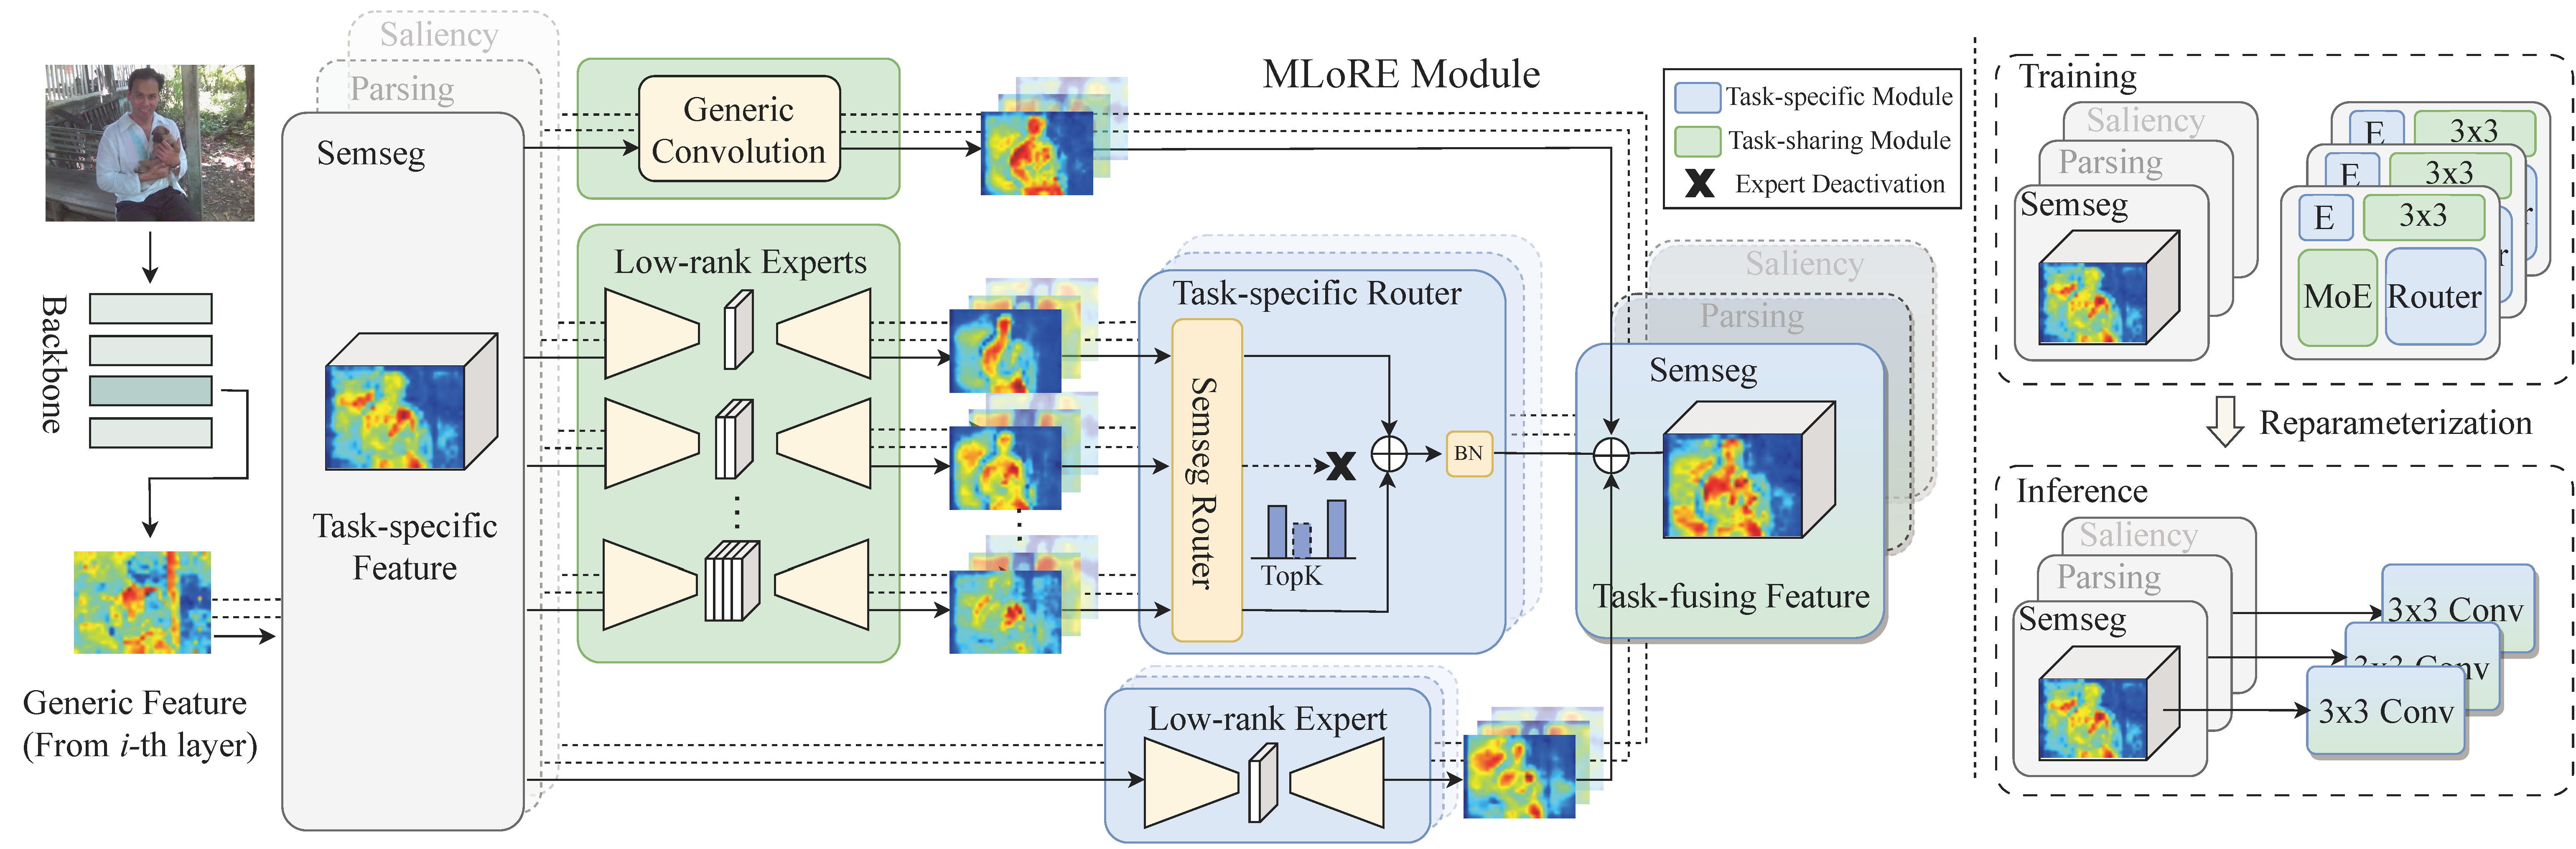 Saliency
Parsing
Semseg
Task-specific
Feature
Backbone
Generic Feature
(From i-th layer)
Generic
Convolution
Low-rank Experts
MLoRE Module
Task-specific Router
Semseg Router
TopK
BN
Low-rank Expert
Task-specific Module
Task-sharing Module
Expert Deactivation
Saliency
Parsing
Semseg
Task-fusing Feature
Training
Saliency
Parsing
Semseg
E 3x3
E 3x3
E 3x3
MoE Router
r
r
Reparameterization
Inference
Saliency
Parsing
Semseg
3x3 Conv
3x3 Conv
3x3 Conv